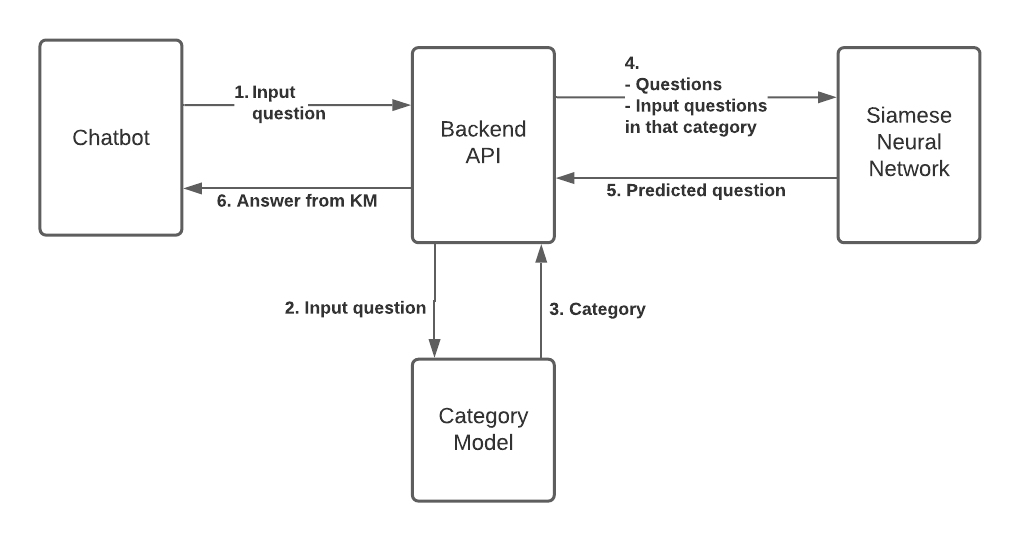 Chatbot
1. Input
question
6. Answer from KM
Backend
API
4.
- Questions
- Input questions
in that category
5. Predicted question
Siamese
Neural
Network
2. Input question
3. Category
Category
Model